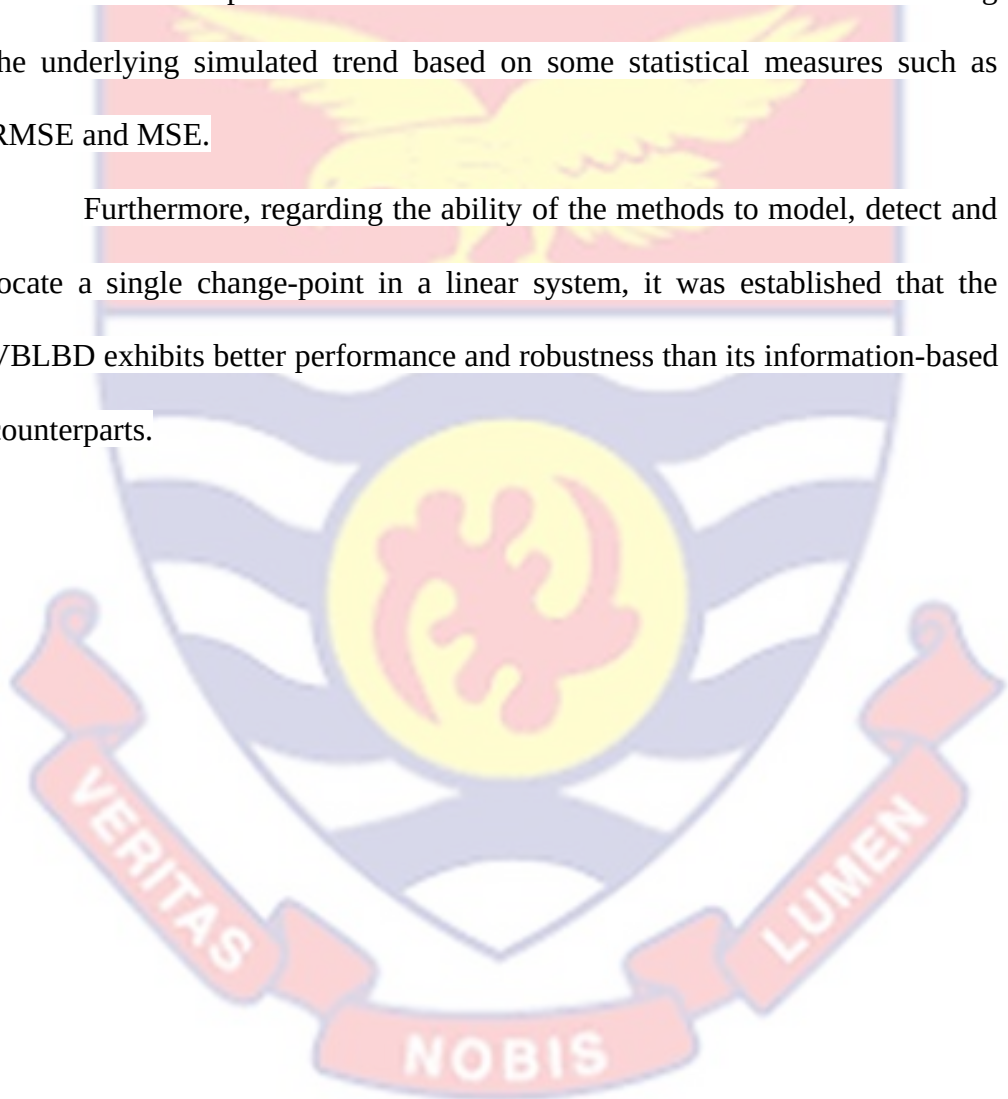 he underlying simulated trend based on some statistical measures such as
RMSE and MSE.
Furthermore, regarding the ability of the methods to model, detect and
ocate a single change-point in a linear system, it was established that the
VBLBD exhibits better performance and robustness than its information-based
counterparts.
VERITAS
NOBIS
LUMEN